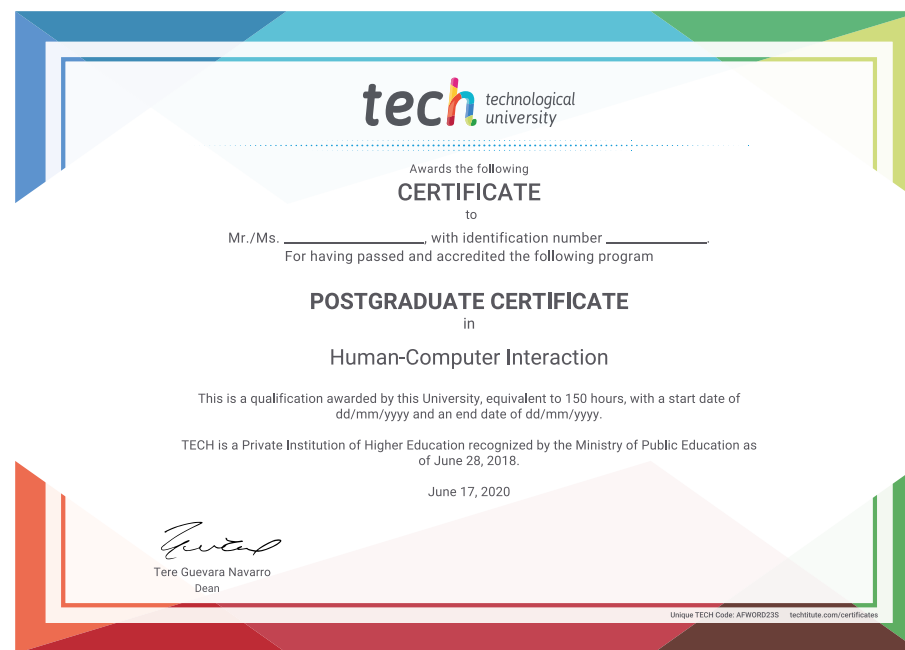 tech technological
university
Awards the following
CERTIFICATE
to
Mr./Ms. ____________________, with identification number ______________.
For having passed and accredited the following program
POSTGRADUATE CERTIFICATE
in
Human-Computer Interaction
This is a qualification awarded by this University, equivalent to 150 hours, with a start date of
dd/mm/yyyy and an end date of dd/mm/yyyy.
TECH is a Private Institution of Higher Education recognized by the Ministry of Public Education as
of June 28, 2018.
June 17, 2020
Tere Guevara Navarro
Dean
Unique TECH Code: AFWORD23S techtitute.com/certificates